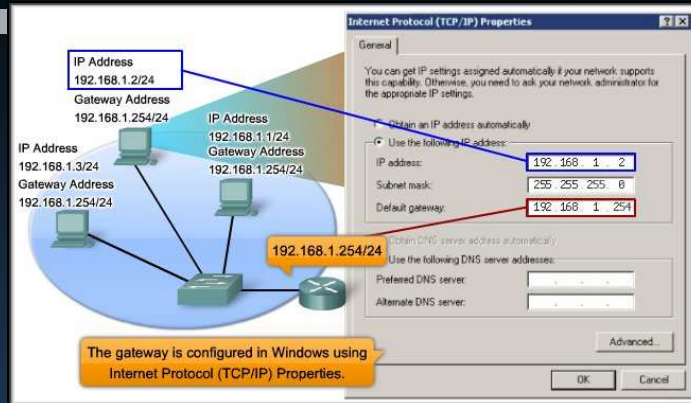 IP Address
192.168.1.2/24
Gateway Address
192.168.1.254/24
IP Address
192.168.1.1/24
Gateway Address
192.168.1.254/24
IP Address
192.168.1.3/24
Gateway Address
192.168.1.254/24
192.168.1.254/24
The gateway is configured in Windows using
Internet Protocol (TCP/IP) Properties.
Internet Protocol (TCP/IP) Properties
General
You can get IP settings assigned automatically if your network supports
this capability. Otherwise, you need to ask your network administrator for
the appropriate IP settings.
Obtain an IP address automatically
Use the following IP address:
IP address: 192 . 168 . 1 . 2
Subnet mask: 255 . 255 . 255 . 0
Default gateway: 192 . 168 . 1 . 254
Obtain DNS server address automatically
Use the following DNS server addresses:
Preferred DNS server:
Alternate DNS server:
Advanced...
OK Cancel